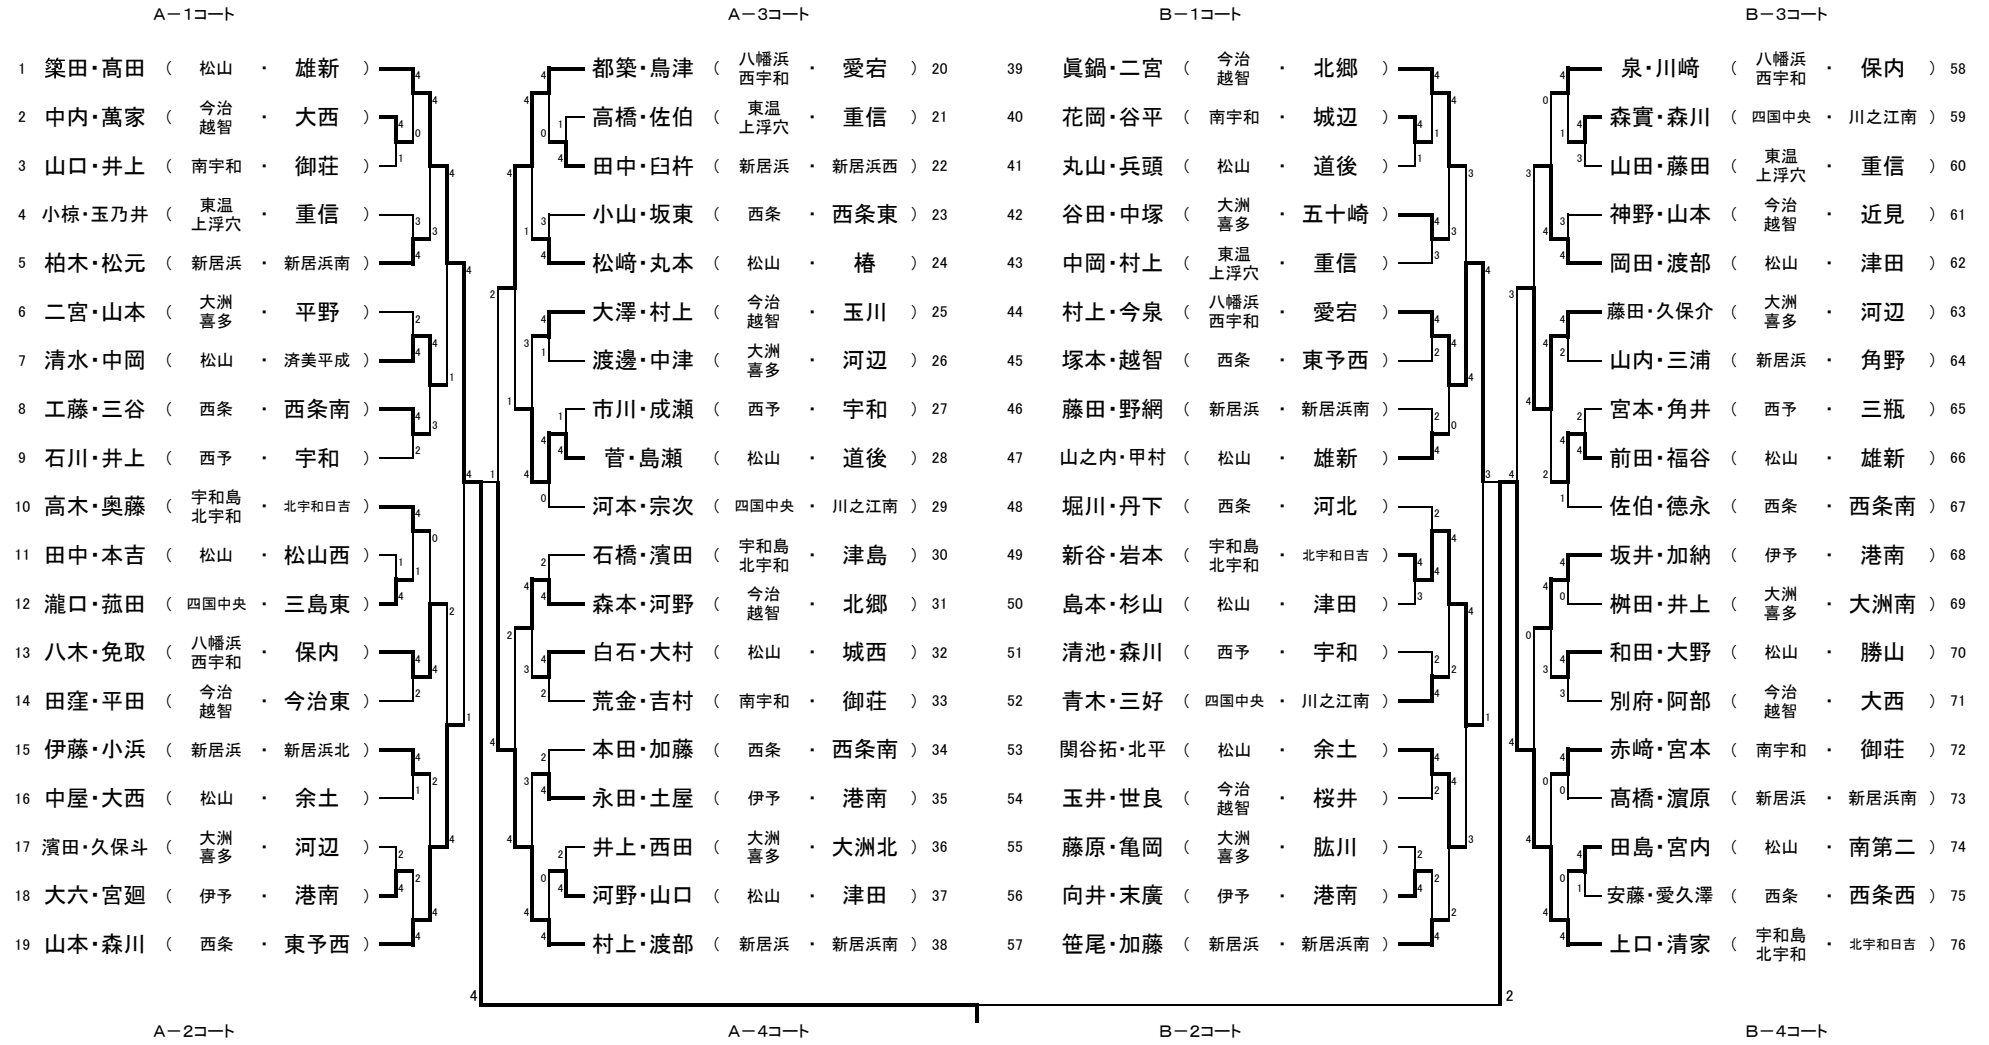 A－1コート
A－3コート
B－1コート
B－3コート
1 簗田・髙田 ( 松山 ・ 雄新 )
2 中内・萬家 ( 今治 越智 ・ 大西 )
3 山口・井上 ( 南宇和 ・ 御荘 )
4 小椋・玉乃井 ( 東温 上浮穴 ・ 重信 )
5 柏木・松元 ( 新居浜 ・ 新居浜南 )
6 二宮・山本 ( 大洲 喜多 ・ 平野 )
7 清水・中岡 ( 松山 ・ 済美平成 )
8 工藤・三谷 ( 西条 ・ 西条南 )
9 石川・井上 ( 西予 ・ 宇和 )
10 高木・奥藤 ( 宇和島 北宇和 ・ 北宇和日吉 )
11 田中・本吉 ( 松山 ・ 松山西 )
12 瀧口・菰田 ( 四国中央 ・ 三島東 )
13 八木・免取 ( 八幡浜 西宇和 ・ 保内 )
14 田窪・平田 ( 今治 越智 ・ 今治東 )
15 伊藤・小浜 ( 新居浜 ・ 新居浜北 )
16 中屋・大西 ( 松山 ・ 余土 )
17 濱田・久保斗 ( 大洲 喜多 ・ 河辺 )
18 大六・宮廻 ( 伊予 ・ 港南 )
19 山本・森川 ( 西条 ・ 東予西 )
都築・鳥津 ( 八幡浜 西宇和 ・ 愛宕 ) 20
高橋・佐伯 ( 東温 上浮穴 ・ 重信 ) 21
田中・臼杵 ( 新居浜 ・ 新居浜西 ) 22
小山・坂東 ( 西条 ・ 西条東 ) 23
松﨑・丸本 ( 松山 ・ 椿 ) 24
大澤・村上 ( 今治 越智 ・ 玉川 ) 25
渡邊・中津 ( 大洲 喜多 ・ 河辺 ) 26
市川・成瀬 ( 西予 ・ 宇和 ) 27
菅・島瀬 ( 松山 ・ 道後 ) 28
河本・宗次 ( 四国中央 ・ 川之江南 ) 29
石橋・濱田 ( 宇和島 北宇和 ・ 津島 ) 30
森本・河野 ( 今治 越智 ・ 北郷 ) 31
白石・大村 ( 松山 ・ 城西 ) 32
荒金・吉村 ( 南宇和 ・ 御荘 ) 33
本田・加藤 ( 西条 ・ 西条南 ) 34
永田・土屋 ( 伊予 ・ 港南 ) 35
井上・西田 ( 大洲 喜多 ・ 大洲北 ) 36
河野・山口 ( 松山 ・ 津田 ) 37
村上・渡部 ( 新居浜 ・ 新居浜南 ) 38
39 眞鍋・二宮 ( 今治 越智 ・ 北郷 )
40 花岡・谷平 ( 南宇和 ・ 城辺 )
41 丸山・兵頭 ( 松山 ・ 道後 )
42 谷田・中塚 ( 大洲 喜多 ・ 五十崎 )
43 中岡・村上 ( 東温 上浮穴 ・ 重信 )
44 村上・今泉 ( 八幡浜 西宇和 ・ 愛宕 )
45 塚本・越智 ( 西条 ・ 東予西 )
46 藤田・野網 ( 新居浜 ・ 新居浜南 )
47 山之内・甲村 ( 松山 ・ 雄新 )
48 堀川・丹下 ( 西条 ・ 河北 )
49 新谷・岩本 ( 宇和島 北宇和 ・ 北宇和日吉 )
50 島本・杉山 ( 松山 ・ 津田 )
51 清池・森川 ( 西予 ・ 宇和 )
52 青木・三好 ( 四国中央 ・ 川之江南 )
53 関谷拓・北平 ( 松山 ・ 余土 )
54 玉井・世良 ( 今治 越智 ・ 桜井 )
55 藤原・亀岡 ( 大洲 喜多 ・ 肱川 )
56 向井・末廣 ( 伊予 ・ 港南 )
57 笹尾・加藤 ( 新居浜 ・ 新居浜南 )
泉・川﨑 ( 八幡浜 西宇和 ・ 保内 ) 58
森實・森川 ( 四国中央 ・ 川之江南 ) 59
山田・藤田 ( 東温 上浮穴 ・ 重信 ) 60
神野・山本 ( 今治 越智 ・ 近見 ) 61
岡田・渡部 ( 松山 ・ 津田 ) 62
藤田・久保介 ( 大洲 喜多 ・ 河辺 ) 63
山内・三浦 ( 新居浜 ・ 角野 ) 64
宮本・角井 ( 西予 ・ 三瓶 ) 65
前田・福谷 ( 松山 ・ 雄新 ) 66
佐伯・德永 ( 西条 ・ 西条南 ) 67
坂井・加納 ( 伊予 ・ 港南 ) 68
桝田・井上 ( 大洲 喜多 ・ 大洲南 ) 69
和田・大野 ( 松山 ・ 勝山 ) 70
別府・阿部 ( 今治 越智 ・ 大西 ) 71
赤﨑・宮本 ( 南宇和 ・ 御荘 ) 72
髙橋・濵原 ( 新居浜 ・ 新居浜南 ) 73
田島・宮内 ( 松山 ・ 南第二 ) 74
安藤・愛久澤 ( 西条 ・ 西条西 ) 75
上口・清家 ( 宇和島 北宇和 ・ 北宇和日吉 ) 76
4
2
A－2コート
A－4コート
B－2コート
B－4コート